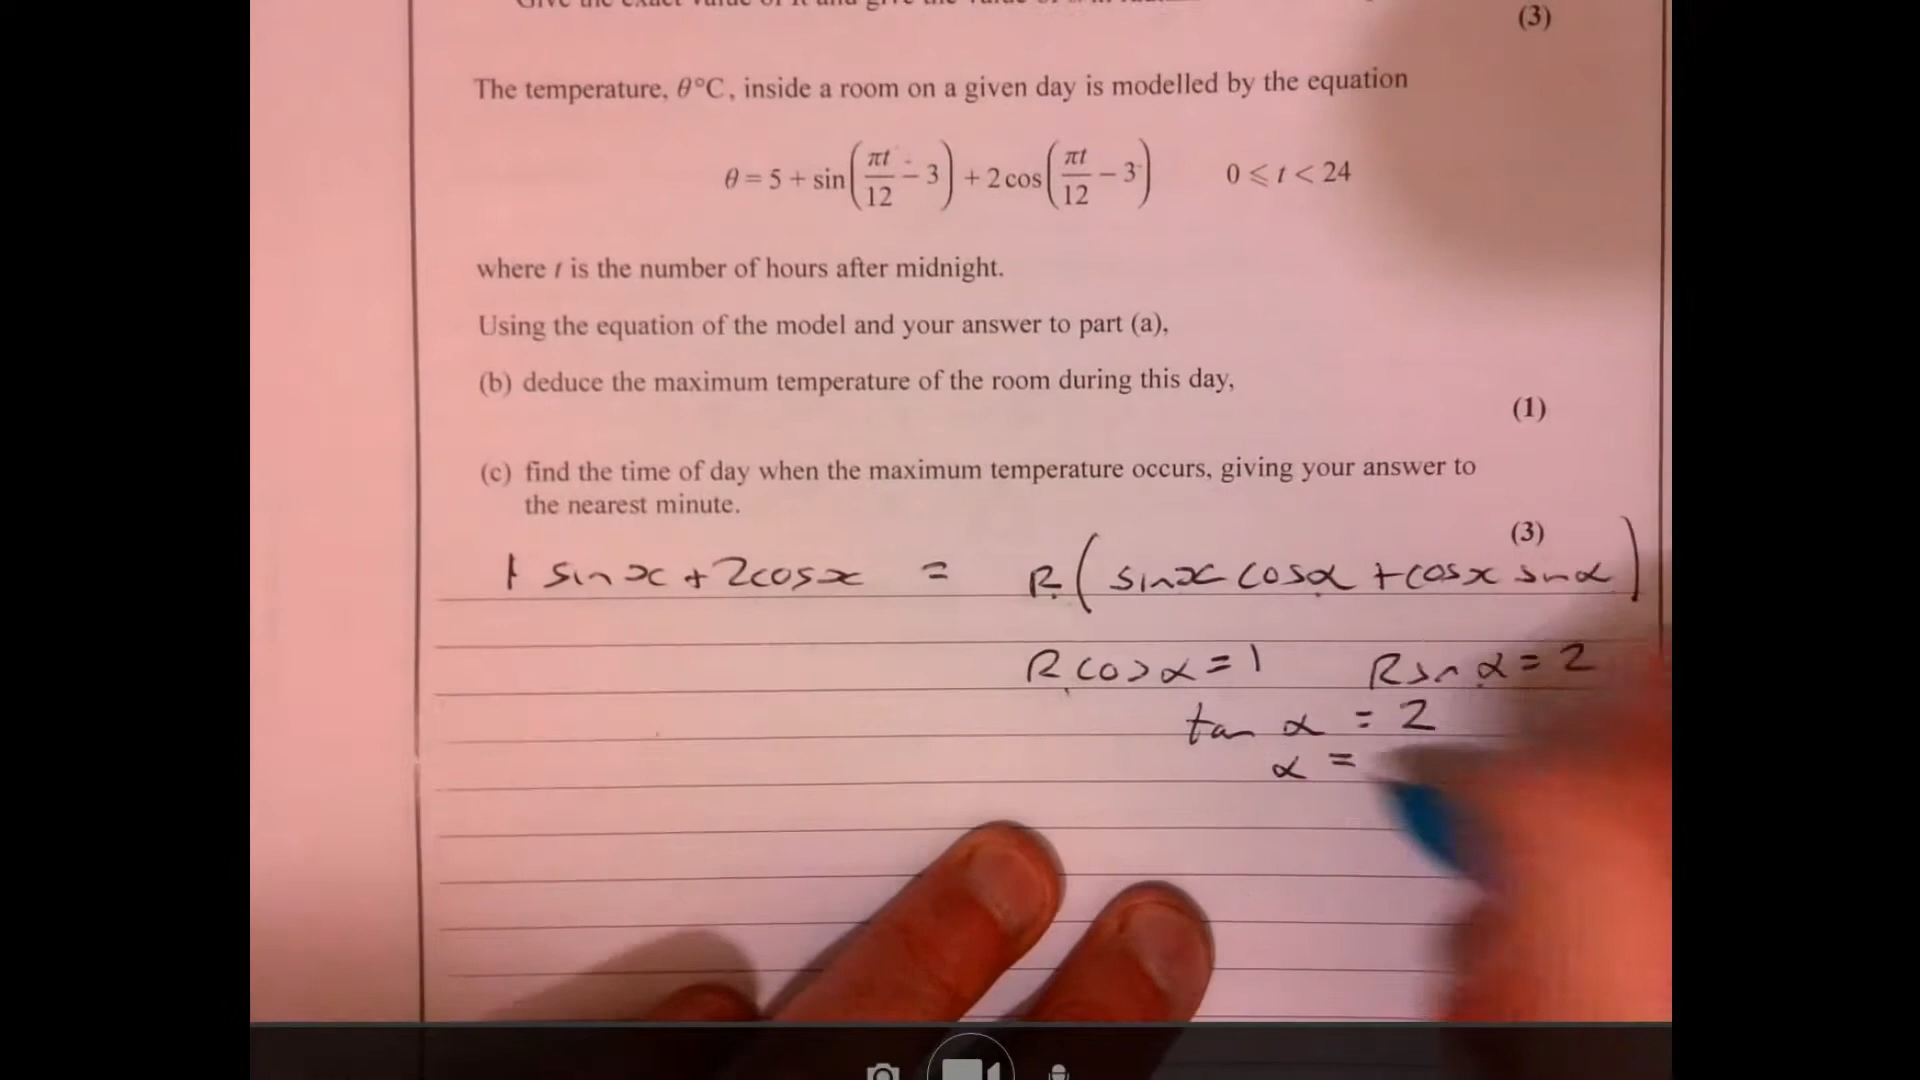 (3)
The temperature, θ°C, inside a room on a given day is modelled by the equation
θ = 5 + sin(πt/12 − 3) + 2 cos(πt/12 − 3) 0 ⩽ t < 24
where t is the number of hours after midnight.
Using the equation of the model and your answer to part (a),
(b) deduce the maximum temperature of the room during this day,
(1)
(c) find the time of day when the maximum temperature occurs, giving your answer to
the nearest minute.
(3)
1 sin x + 2cos x = R(sin x cos α + cos x sin α)
R cos α = 1 R sin α = 2
tan α = 2
α =